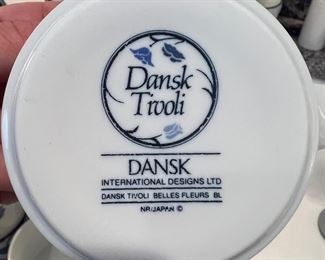 Dansk
Tivoli
DANSK
INTERNATIONAL DESIGNS LTD
DANSK TIVOLI BELLES FLEURS BL
NR/JAPAN ©